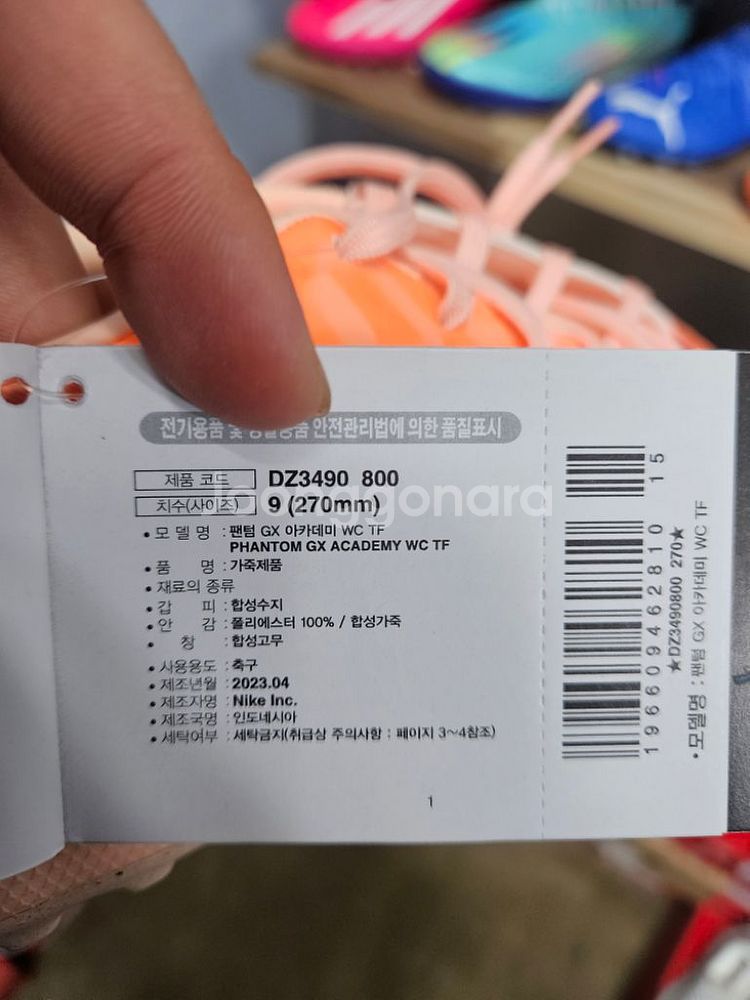 전기용품 및 생활용품 안전관리법에 의한 품질표시
제품 코드 DZ3490 800
치수(사이즈) 9 (270mm)
joonggonara
• 모 델 명 : 팬텀 GX 아카데미 WC TF
PHANTOM GX ACADEMY WC TF
• 품 명 : 가죽제품
• 재료의 종류
• 갑 피 : 합성수지
• 안 감 : 폴리에스터 100% / 합성가죽
• 창 : 합성고무
• 사용용도 : 축구
• 제조년월 : 2023.04
• 제조자명 : Nike Inc.
• 제조국명 : 인도네시아
• 세탁여부 : 세탁금지(취급상 주의사항 : 페이지 3~4참조)
1
196609462810 15
★DZ3490800 270★
• 모델명 : 팬텀 GX 아카데미 WC TF